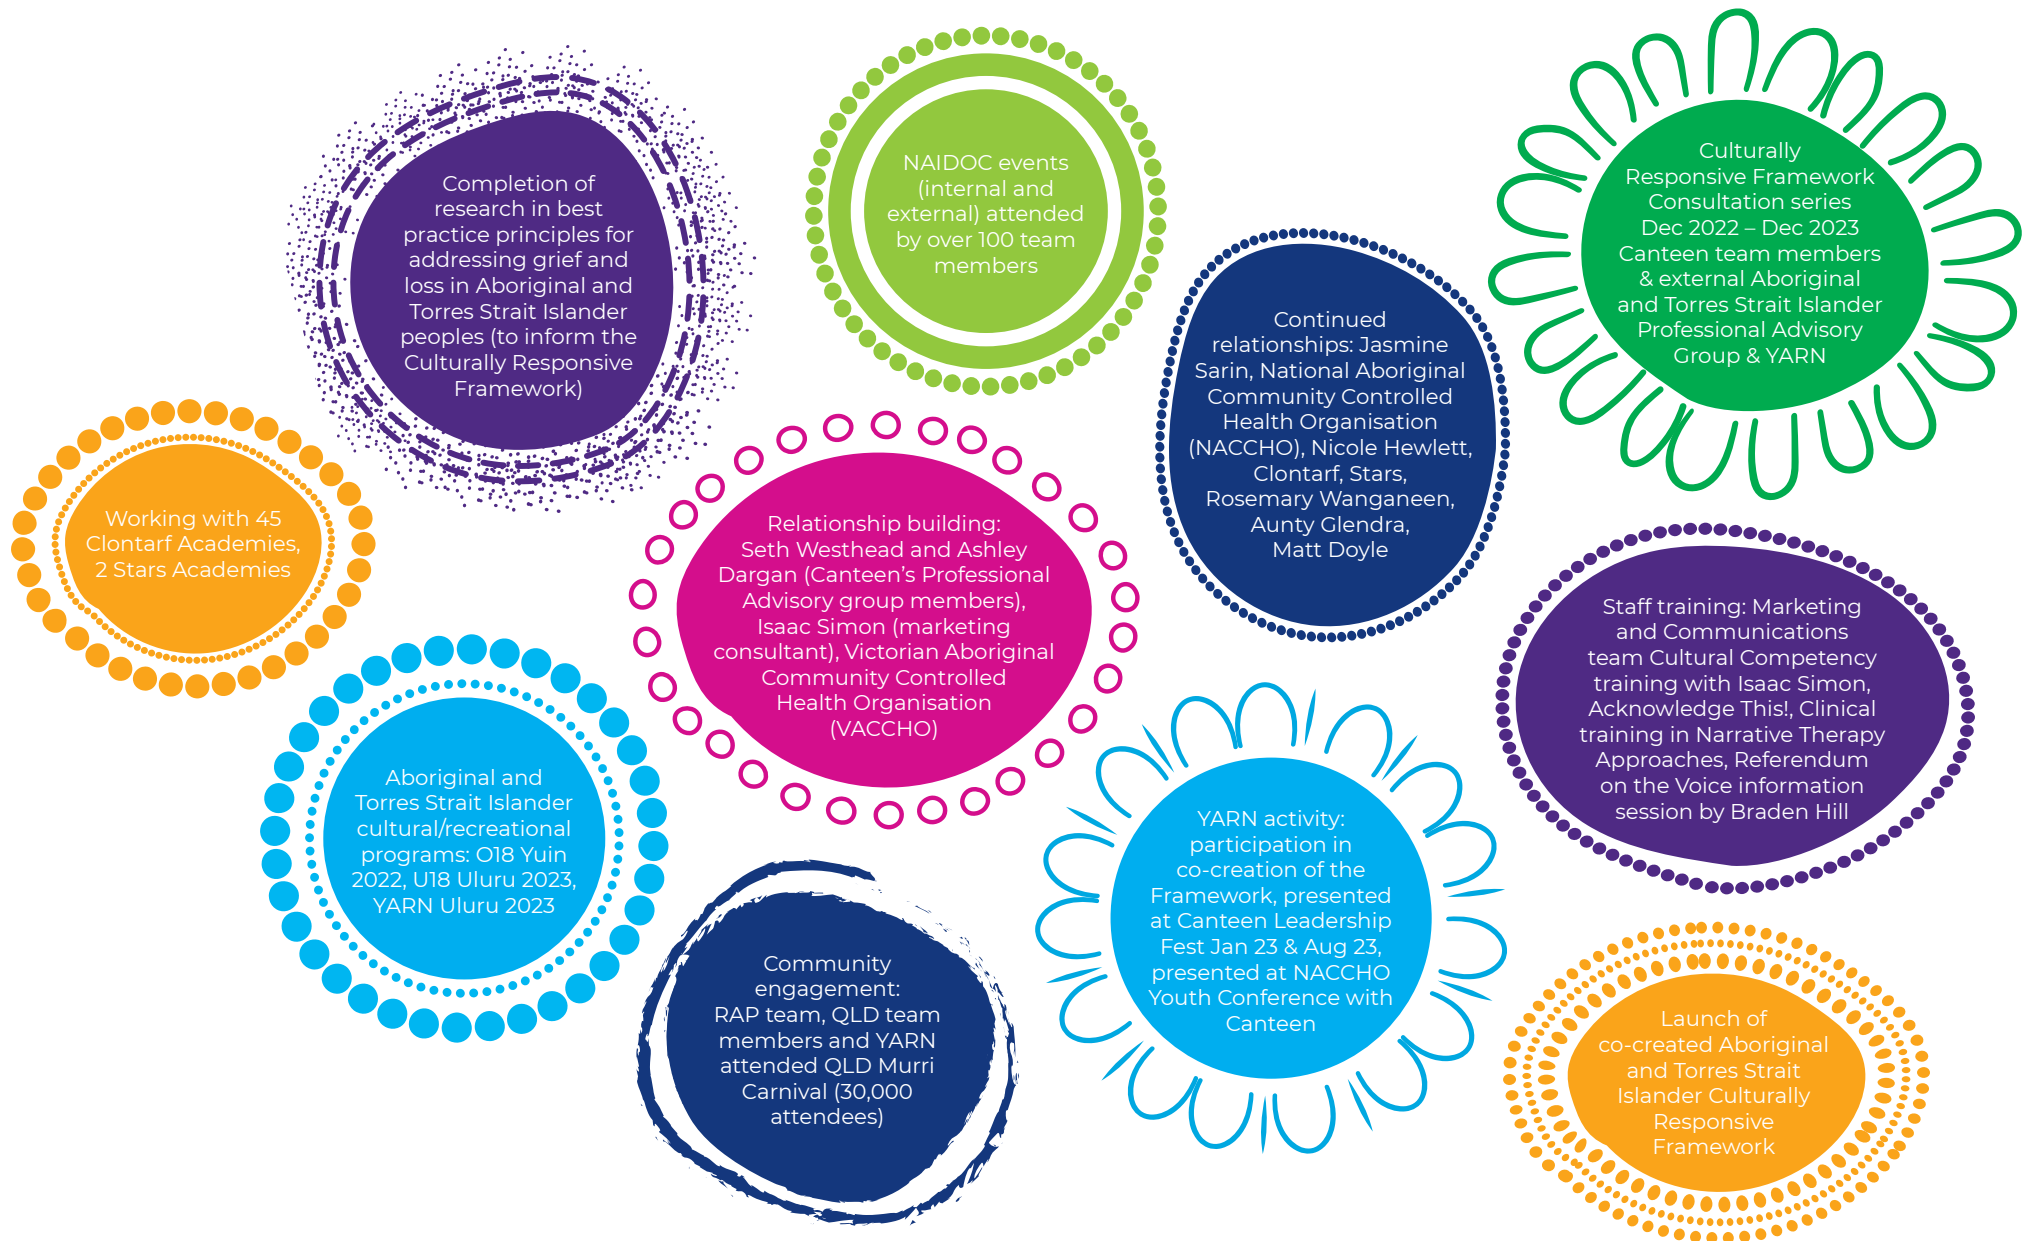 Completion of
research in best
practice principles for
addressing grief and
loss in Aboriginal and
Torres Strait Islander
peoples (to inform the
Culturally Responsive
Framework)
NAIDOC events
(internal and
external) attended
by over 100 team
members
Culturally
Responsive Framework
Consultation series
Dec 2022 – Dec 2023
Canteen team members
& external Aboriginal
and Torres Strait Islander
Professional Advisory
Group & YARN
Continued
relationships: Jasmine
Sarin, National Aboriginal
Community Controlled
Health Organisation
(NACCHO), Nicole Hewlett,
Clontarf, Stars,
Rosemary Wanganeen,
Aunty Glendra,
Matt Doyle
Working with 45
Clontarf Academies,
2 Stars Academies
Relationship building:
Seth Westhead and Ashley
Dargan (Canteen’s Professional
Advisory group members),
Isaac Simon (marketing
consultant), Victorian Aboriginal
Community Controlled
Health Organisation
(VACCHO)
Staff training: Marketing
and Communications
team Cultural Competency
training with Isaac Simon,
Acknowledge This!, Clinical
training in Narrative Therapy
Approaches, Referendum
on the Voice information
session by Braden Hill
Aboriginal and
Torres Strait Islander
cultural/recreational
programs: O18 Yuin
2022, U18 Uluru 2023,
YARN Uluru 2023
YARN activity:
participation in
co-creation of the
Framework, presented
at Canteen Leadership
Fest Jan 23 & Aug 23,
presented at NACCHO
Youth Conference with
Canteen
Community
engagement:
RAP team, QLD team
members and YARN
attended QLD Murri
Carnival (30,000
attendees)
Launch of
co-created Aboriginal
and Torres Strait
Islander Culturally
Responsive
Framework